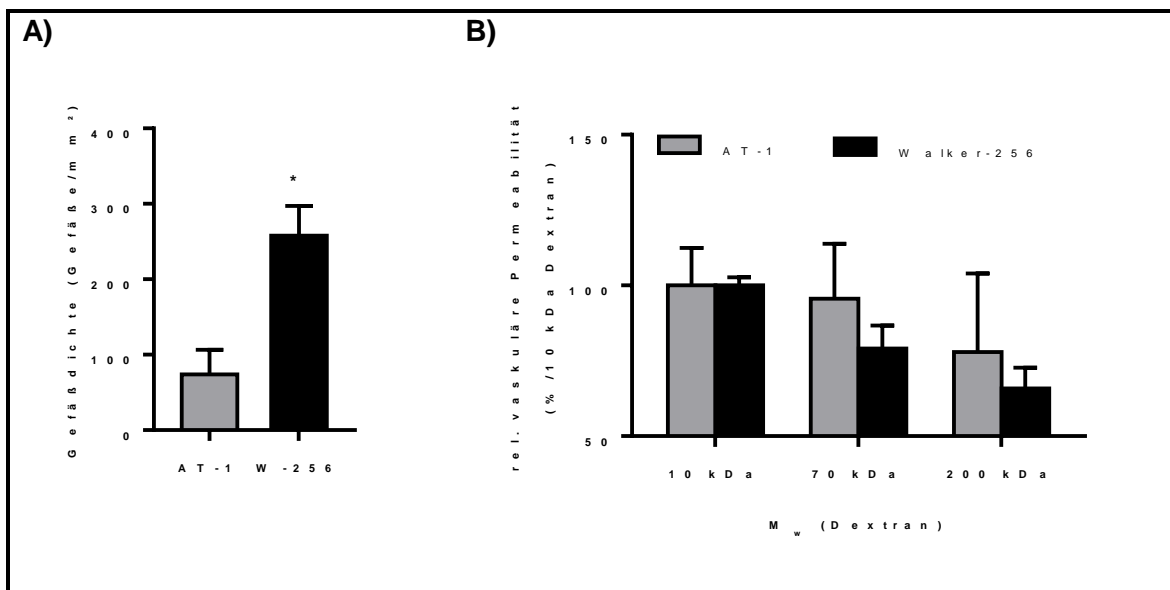 A)
B)
Gefäßdichte (Gefäße/mm²)
400
300
200
100
0
*
AT-1 W-256
rel.vaskuläre Permeabilität
(%/10 kDa Dextran)
150
100
50
AT-1 Walker-256
10 kDa 70 kDa 200 kDa
Mw (Dextran)